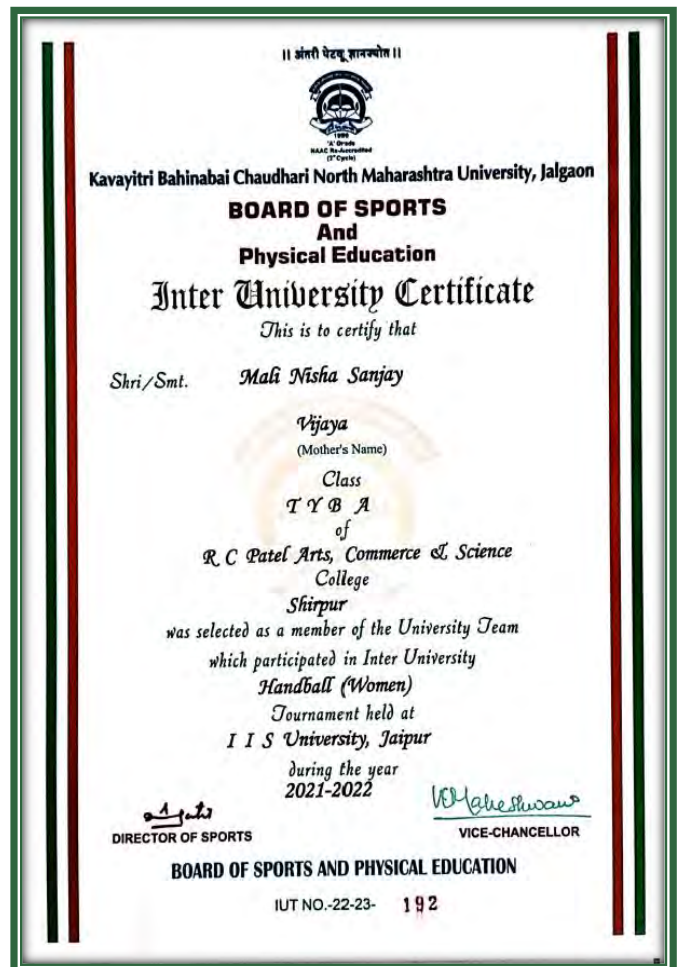 || अंतरी पेटवू ज्ञानज्योत ||
1990
'A' Grade
NAAC Re-Accredited
(3rd Cycle)
Kavayitri Bahinabai Chaudhari North Maharashtra University, Jalgaon
BOARD OF SPORTS
And
Physical Education
Inter University Certificate
This is to certify that
Shri/Smt. Mali Nisha Sanjay
Vijaya
(Mother's Name)
Class
T Y B A
of
R C Patel Arts, Commerce & Science
College
Shirpur
was selected as a member of the University Team
which participated in Inter University
Handball (Women)
Tournament held at
I I S University, Jaipur
during the year
2021-2022
DIRECTOR OF SPORTS VICE-CHANCELLOR
BOARD OF SPORTS AND PHYSICAL EDUCATION
IUT NO.-22-23- 192